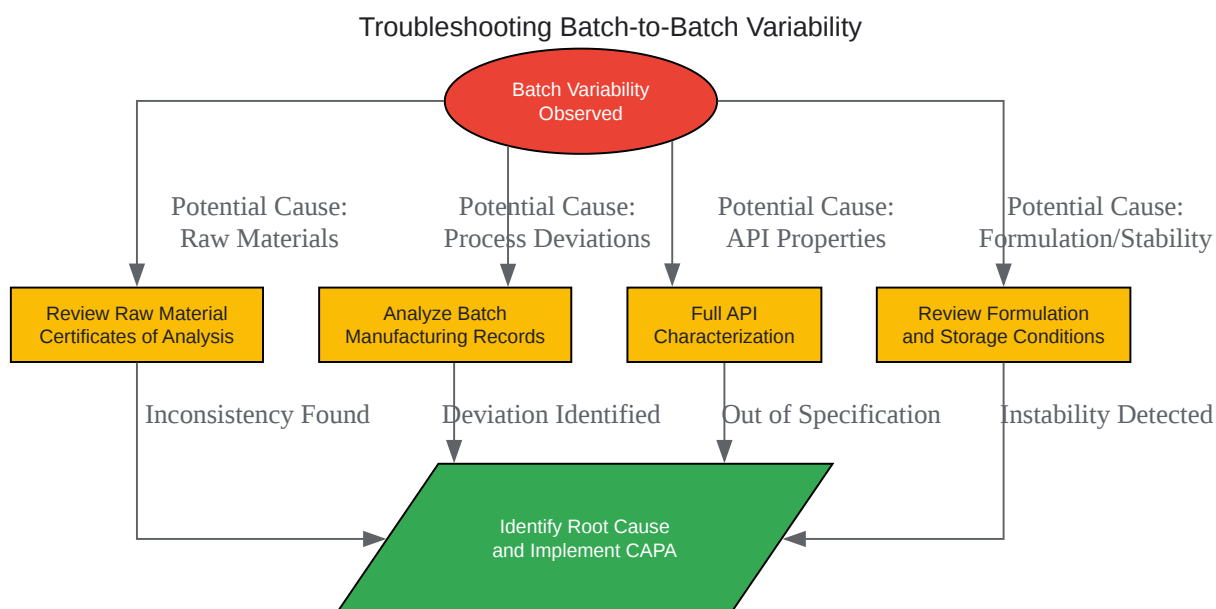 Troubleshooting Batch-to-Batch Variability
Batch Variability
Observed
Potential Cause:
Raw Materials
Potential Cause:
Process Deviations
Potential Cause:
API Properties
Potential Cause:
Formulation/Stability
Review Raw Material
Certificates of Analysis
Analyze Batch
Manufacturing Records
Full API
Characterization
Review Formulation
and Storage Conditions
Inconsistency Found
Deviation Identified
Out of Specification
Instability Detected
Identify Root Cause
and Implement CAPA